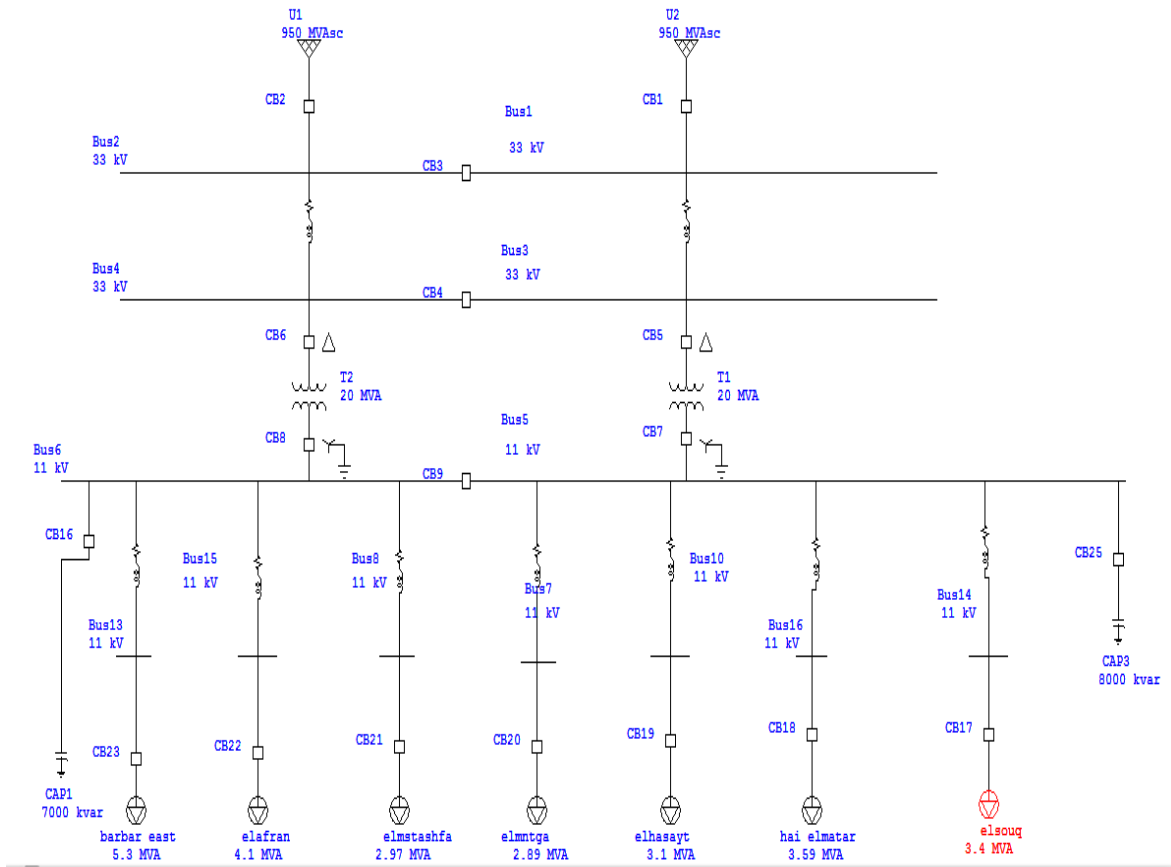 U1
950 MVAsc
U2
950 MVAsc
CB2
CB1
Bus1
33 kV
Bus2
33 kV
CB3
Bus3
33 kV
Bus4
33 kV
CB4
CB6
CB5
T2
20 MVA
T1
20 MVA
CB8
CB7
Bus5
11 kV
Bus6
11 kV
CB9
CB16
Bus15
11 kV
Bus8
11 kV
Bus7
11 kV
Bus10
11 kV
CB25
Bus13
11 kV
Bus16
11 kV
Bus14
11 kV
CAP3
8000 kvar
CB23
CB22
CB21
CB20
CB19
CB18
CB17
CAP1
7000 kvar
barbar east
5.3 MVA
elafran
4.1 MVA
elmstashfa
2.97 MVA
elmntga
2.89 MVA
elhasayt
3.1 MVA
hai elmatar
3.59 MVA
elsouq
3.4 MVA